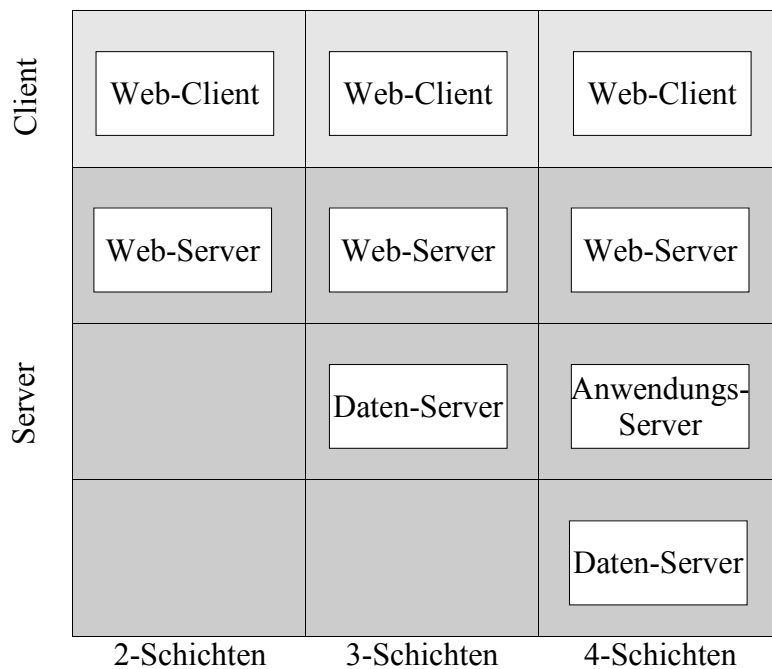 Client
Web-Client
Web-Client
Web-Client
Server
Web-Server
Web-Server
Web-Server
Daten-Server
Anwendungs-
Server
Daten-Server
2-Schichten
3-Schichten
4-Schichten